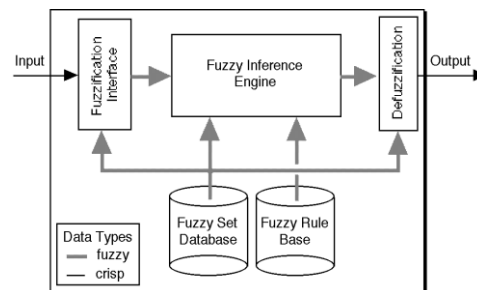 Input
Fuzzification
Interface
Fuzzy Inference
Engine
Defuzzification
Output
Fuzzy Set
Database
Fuzzy Rule
Base
Data Types
fuzzy
crisp